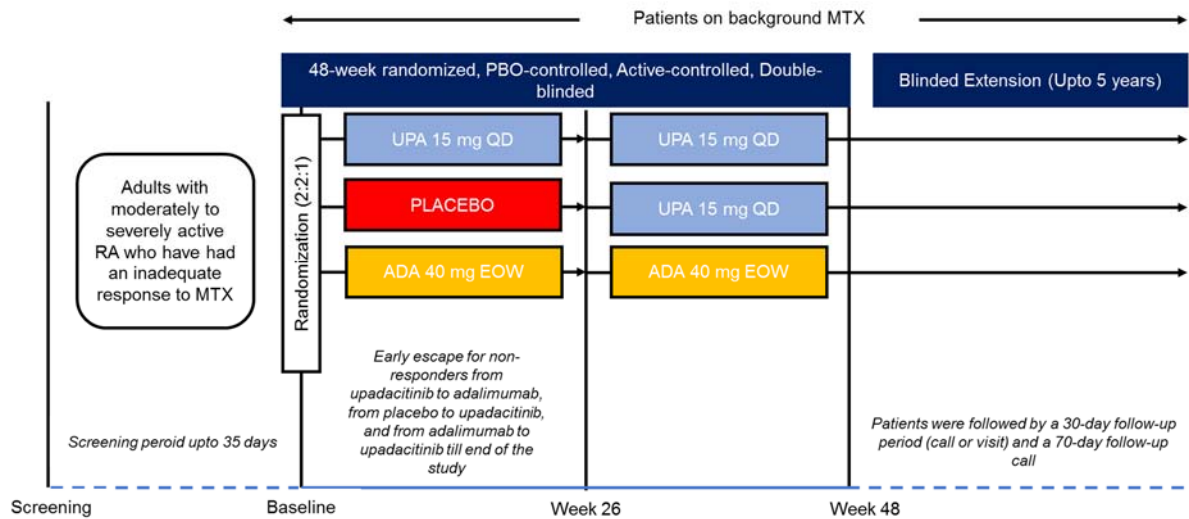 Patients on background MTX
48-week randomized, PBO-controlled, Active-controlled, Double-
blinded
Blinded Extension (Upto 5 years)
Adults with
moderately to
severely active
RA who have had
an inadequate
response to MTX
Randomization (2:2:1)
UPA 15 mg QD
UPA 15 mg QD
PLACEBO
UPA 15 mg QD
ADA 40 mg EOW
ADA 40 mg EOW
Screening peroid upto 35 days
Early escape for non-
responders from
upadacitinib to adalimumab,
from placebo to upadacitinib,
and from adalimumab to
upadacitinib till end of the
study
Patients were followed by a 30-day follow-up
period (call or visit) and a 70-day follow-up
call
Screening
Baseline
Week 26
Week 48